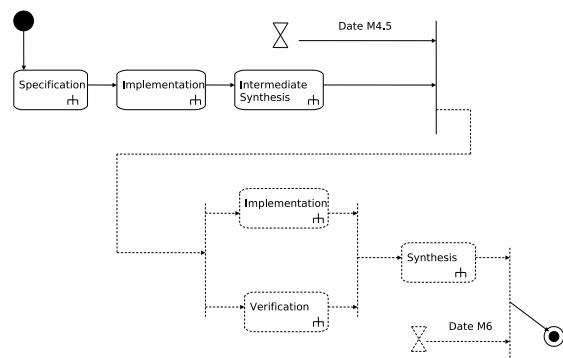 Date M4.5
Specification
Implementation
Intermediate
Synthesis
Implementation
Synthesis
Verification
Date M6